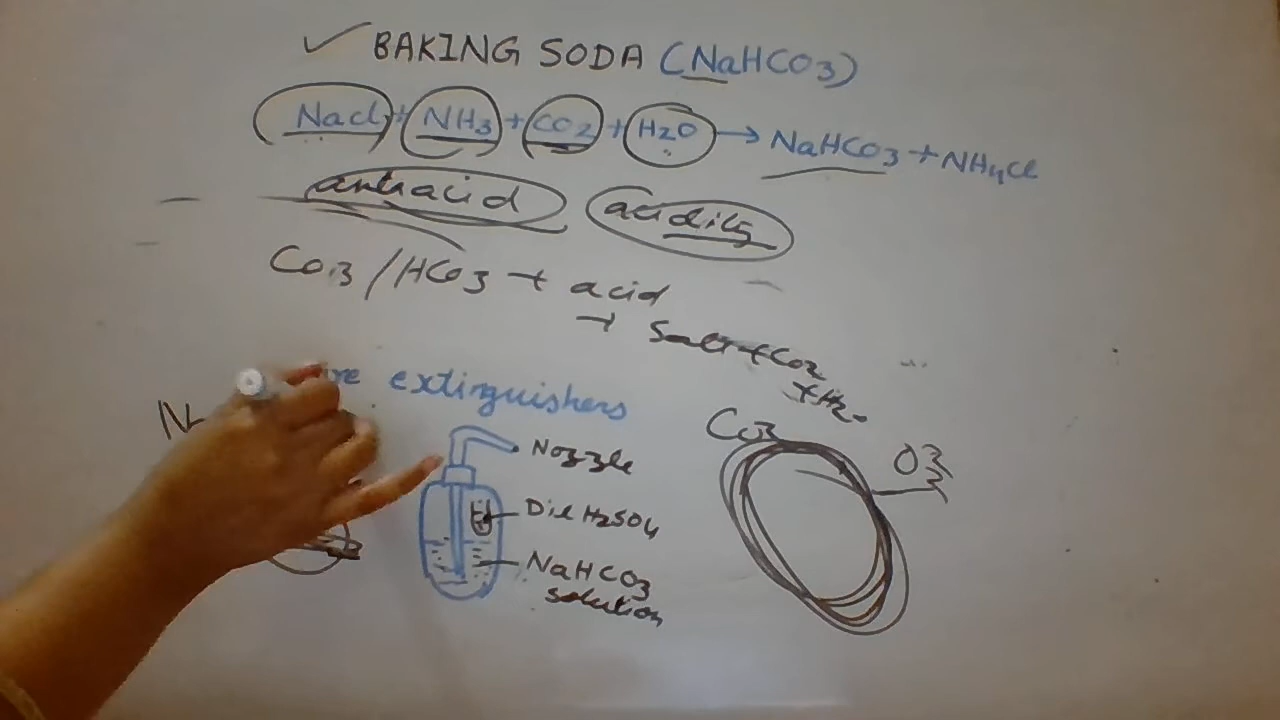 ✓ BAKING SODA (NaHCO3)
NaCl + NH3 + CO2 + H2O → NaHCO3 + NH4Cl
antacid acidity
CO3 / HCO3 + acid
→ Salt + CO2
+ H2O
extinguishers
CO3
O3
Nozzle
Dil H2SO4
NaHCO3
solution